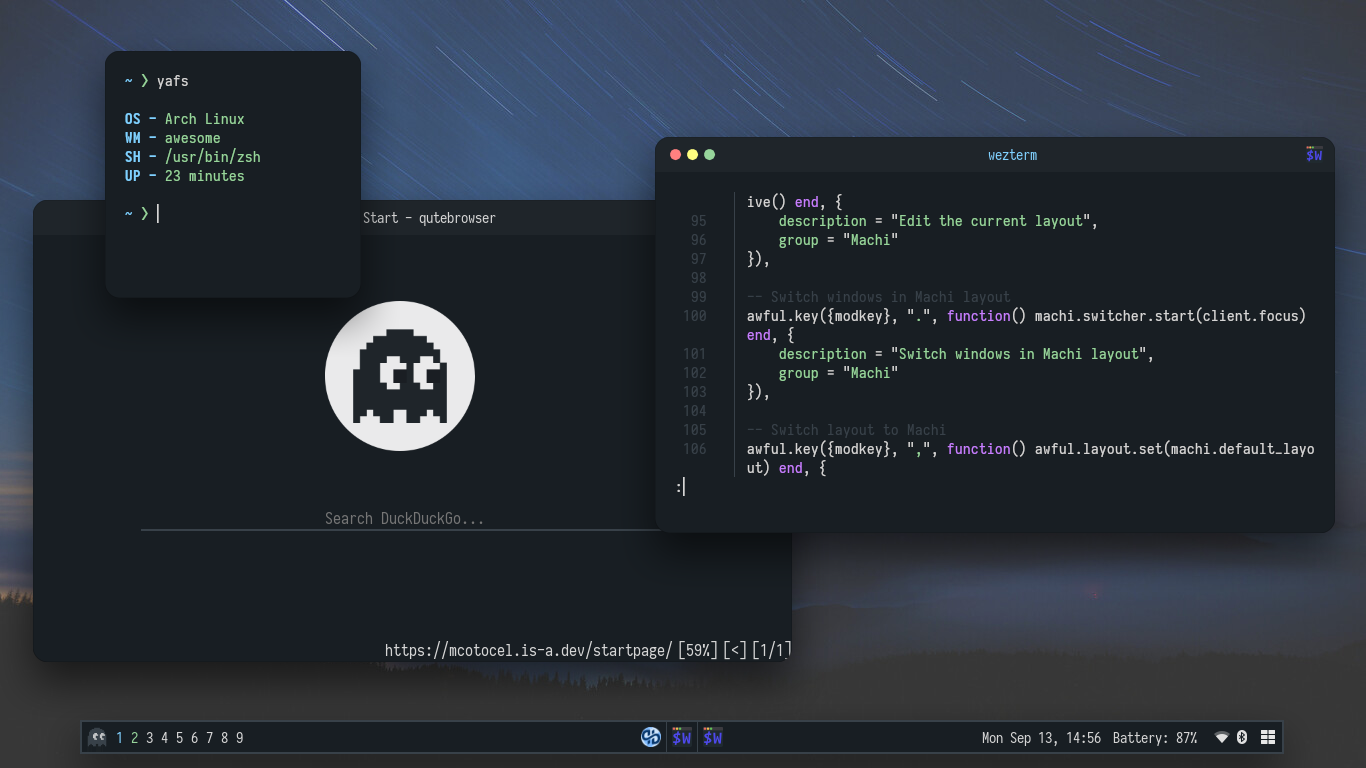 ~ ❯ yafs
OS - Arch Linux
WM - awesome
SH - /usr/bin/zsh
UP - 23 minutes
~ ❯
Start - qutebrowser
Search DuckDuckGo...
https://mcotocel.is-a.dev/startpage/ [59%] [<] [1/1]
wezterm
$W
ive() end, {
95 description = "Edit the current layout",
96 group = "Machi"
97 }),
98
99 -- Switch windows in Machi layout
100 awful.key({modkey}, ".", function() machi.switcher.start(client.focus)
end, {
101 description = "Switch windows in Machi layout",
102 group = "Machi"
103 }),
104
105 -- Switch layout to Machi
106 awful.key({modkey}, ",", function() awful.layout.set(machi.default_layo
ut) end, {
:
1 2 3 4 5 6 7 8 9
$W
$W
Mon Sep 13, 14:56 Battery: 87%